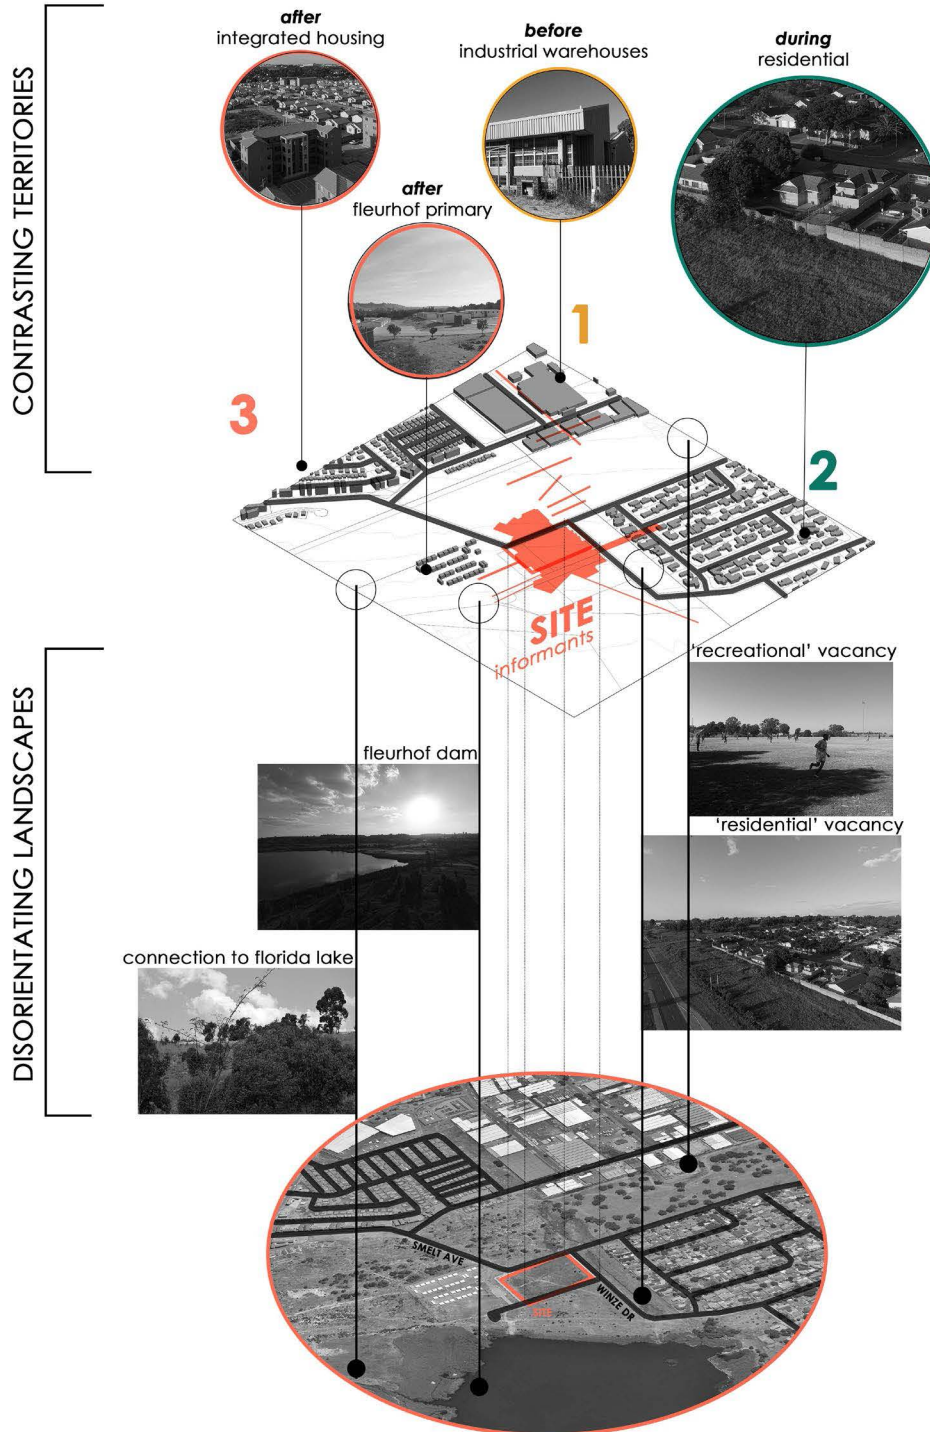 CONTRASTING TERRITORIES
after
integrated housing
before
industrial warehouses
during
residential
after
fleurhof primary
1
3
2
SITE
informants
DISORIENTATING LANDSCAPES
'recreational' vacancy
fleurhof dam
'residential' vacancy
connection to florida lake
SMELT AVE
SITE
WINZE DR